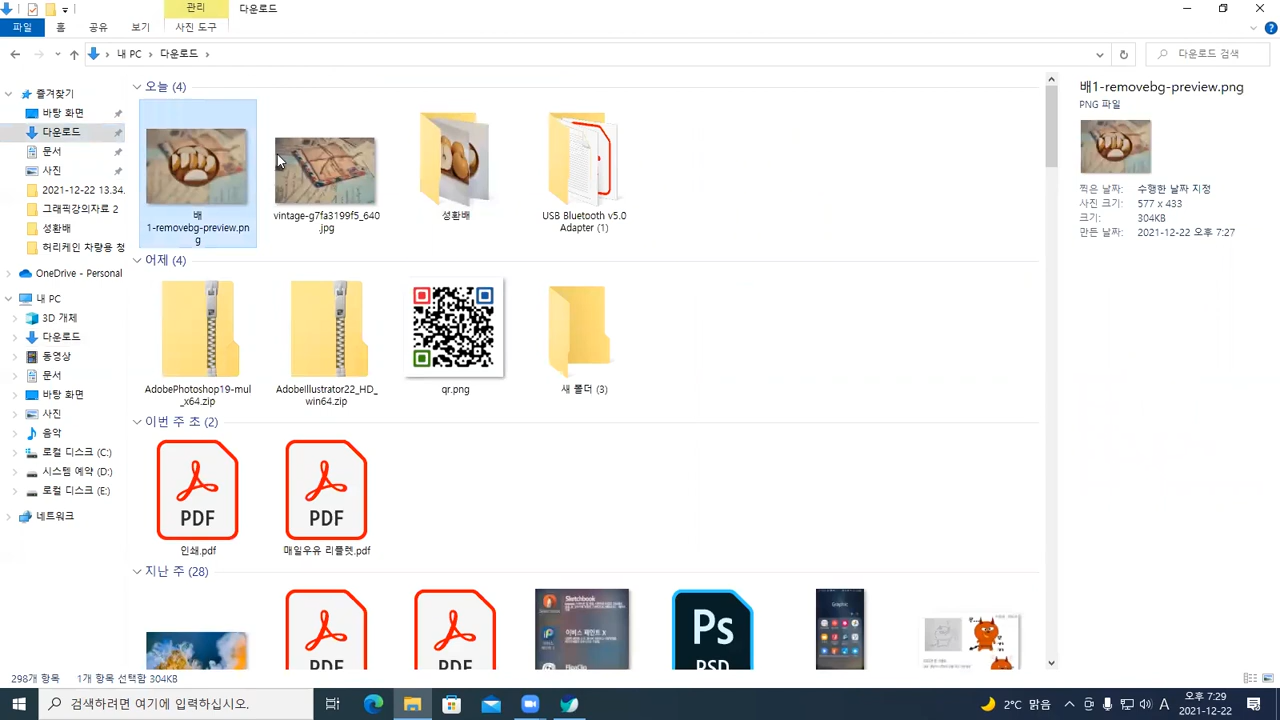 관리
다운로드
파일
홈
공유
보기
사진 도구
내 PC
다운로드
다운로드 검색
즐겨찾기
바탕 화면
다운로드
문서
사진
2021-12-22 13.34.
그래픽강의자료 2
성환배
허리케인 차량용 청
OneDrive - Personal
내 PC
3D 개체
다운로드
동영상
문서
바탕 화면
사진
음악
로컬 디스크 (C:)
시스템 예약 (D:)
로컬 디스크 (E:)
네트워크
오늘 (4)
배
1-removebg-preview.pn
g
vintage-g7fa3199f5_640
.jpg
성환배
USB Bluetooth v5.0
Adapter (1)
어제 (4)
AdobePhotoshop19-mul
_x64.zip
AdobeIllustrator22_HD_
win64.zip
qr.png
새 폴더 (3)
이번 주 초 (2)
PDF
인쇄.pdf
PDF
매일우유 리플렛.pdf
지난 주 (28)
PDF
PDF
Sketchbook
이비스 페인트 X
Ps
PSD
Graphic
배1-removebg-preview.png
PNG 파일
찍은 날짜: 수행한 날짜 지정
사진 크기: 577 x 433
크기: 304KB
만든 날짜: 2021-12-22 오후 7:27
298개 항목
1개 항목 선택함 304KB
검색하려면 여기에 입력하십시오.
2°C 맑음
A
오후 7:29
2021-12-22